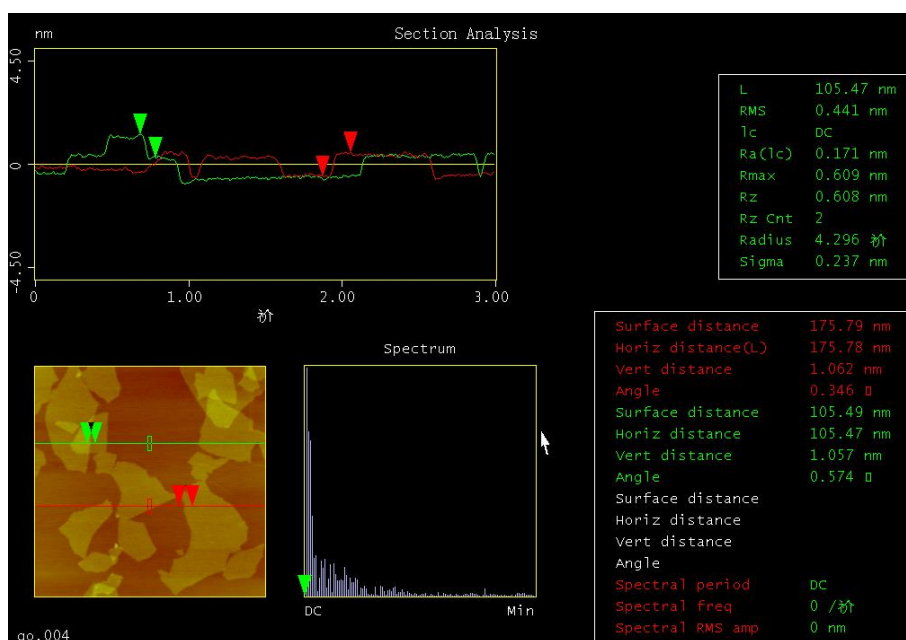 Section Analysis
nm
4.50
0
-4.50
0 1.00 2.00 3.00
L 105.47 nm
RMS 0.441 nm
lc DC
Ra(lc) 0.171 nm
Rmax 0.609 nm
Rz 0.608 nm
Rz Cnt 2
Radius 4.296
Sigma 0.237 nm
Spectrum
DC Min
Surface distance 175.79 nm
Horiz distance(L) 175.78 nm
Vert distance 1.062 nm
Angle 0.346
Surface distance 105.49 nm
Horiz distance 105.47 nm
Vert distance 1.057 nm
Angle 0.574
Surface distance
Horiz distance
Vert distance
Angle
Spectral period DC
Spectral freq 0 /
Spectral RMS amp 0 nm
go.004